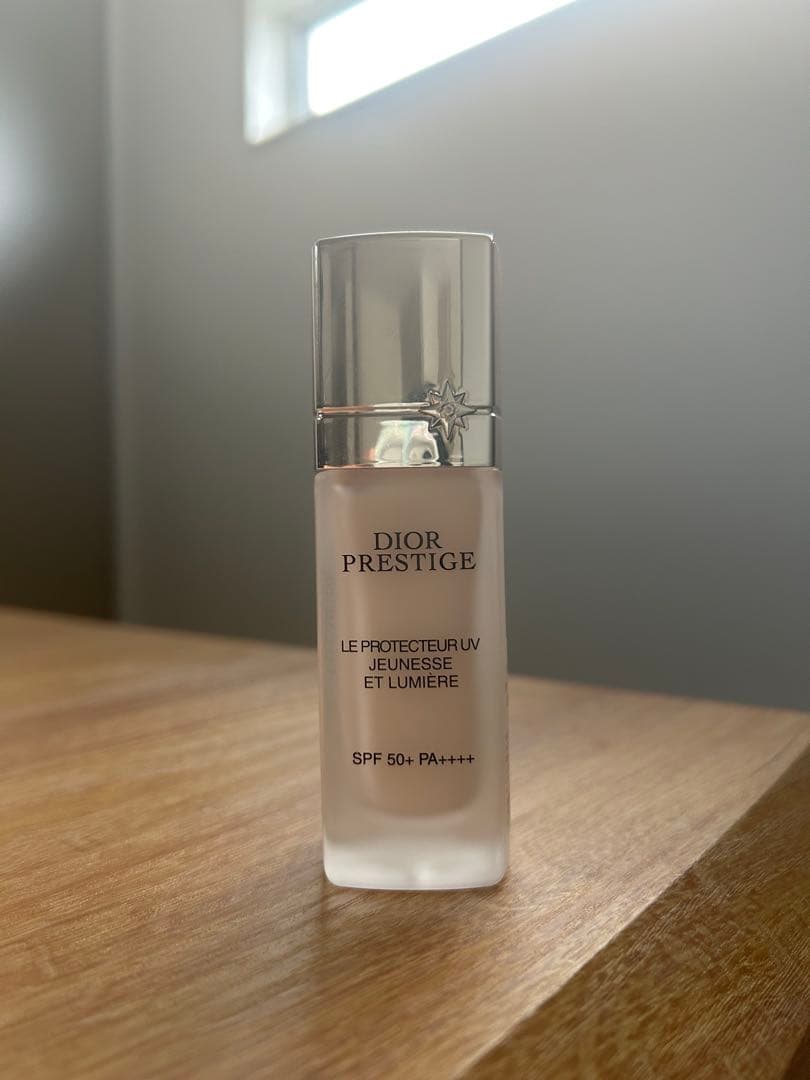 DIOR
PRESTIGE
LE PROTECTEUR UV
JEUNESSE
ET LUMIÈRE
SPF 50+ PA++++